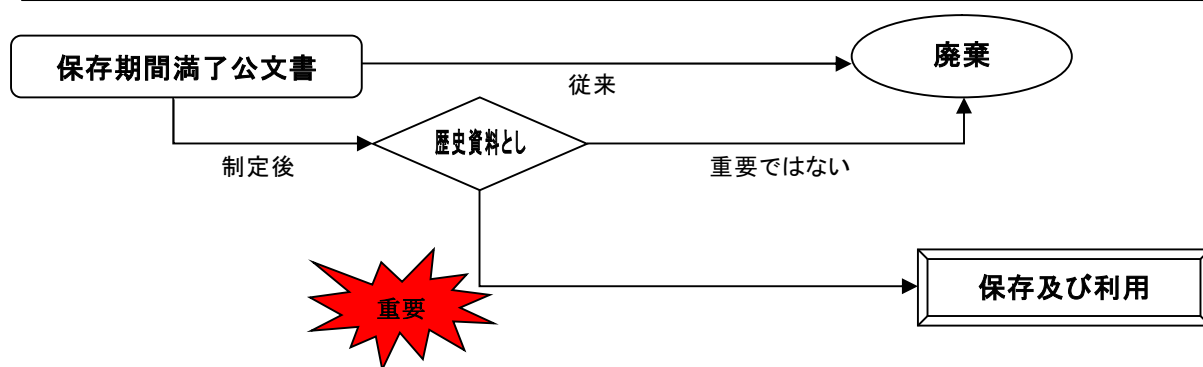 保存期間満了公文書
廃棄
従来
歴史資料とし
制定後
重要ではない
重要
保存及び利用